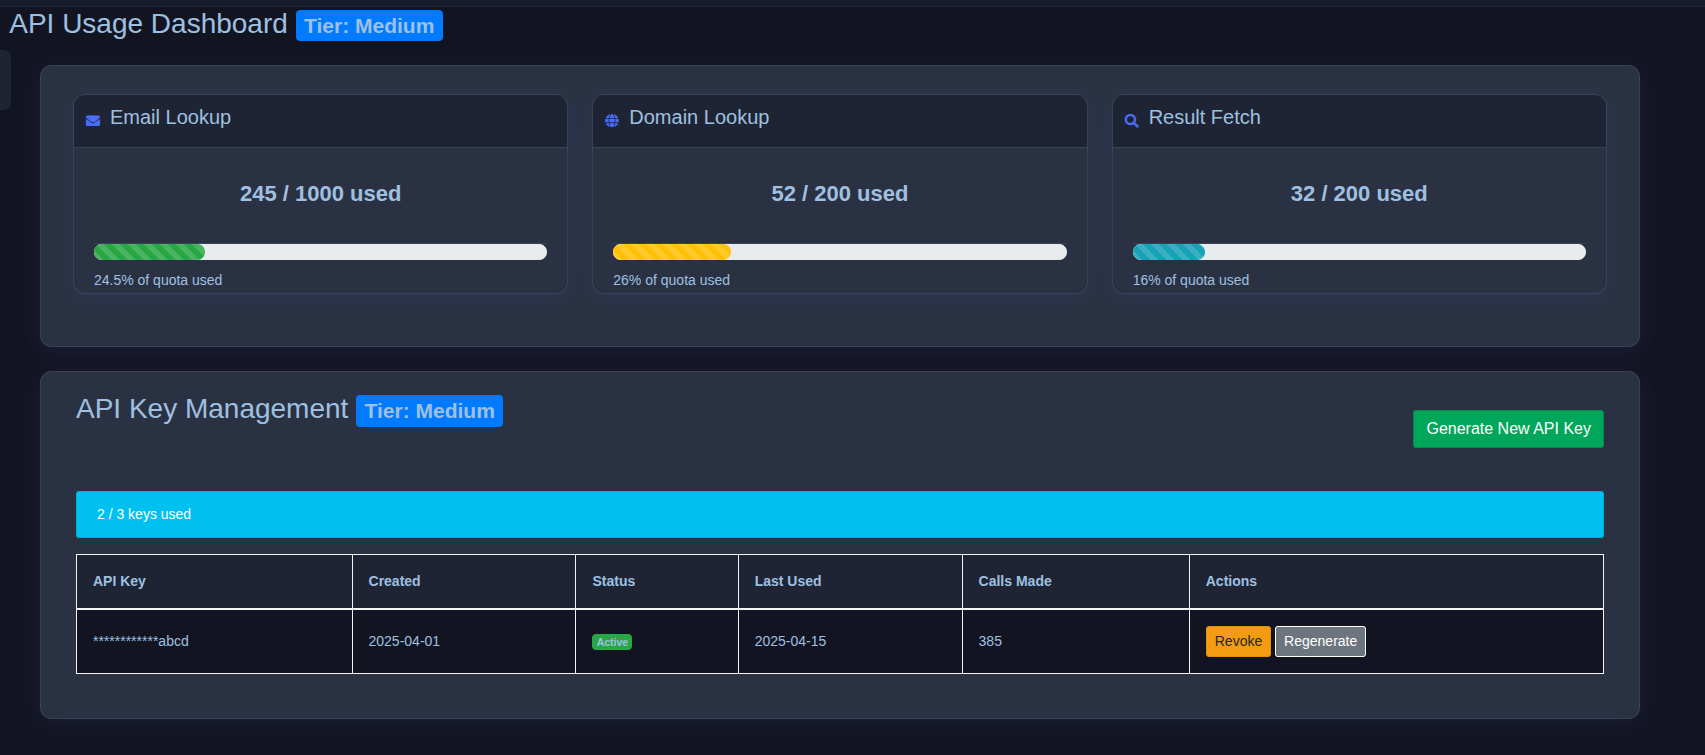 API Usage Dashboard Tier: Medium
Email Lookup
245 / 1000 used
24.5% of quota used
Domain Lookup
52 / 200 used
26% of quota used
Result Fetch
32 / 200 used
16% of quota used
API Key Management Tier: Medium
Generate New API Key
2 / 3 keys used
API Key Created Status Last Used Calls Made Actions
************abcd 2025-04-01 Active 2025-04-15 385 Revoke Regenerate